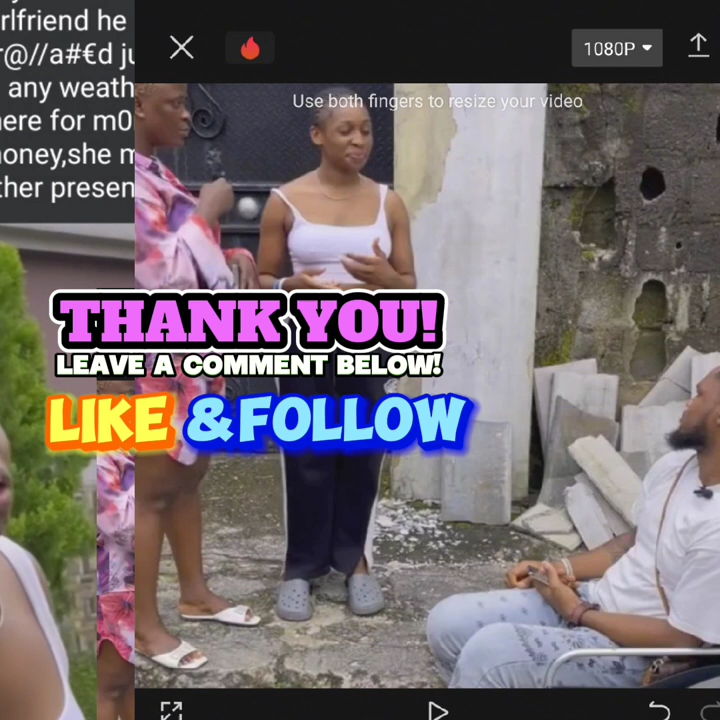 rlfriend he
r@//a#€d ju
any weath
here for m0
oney,she m
ther presen
1080P
Use both fingers to resize your video
THANK YOU!
LEAVE A COMMENT BELOW!
LIKE &FOLLOW